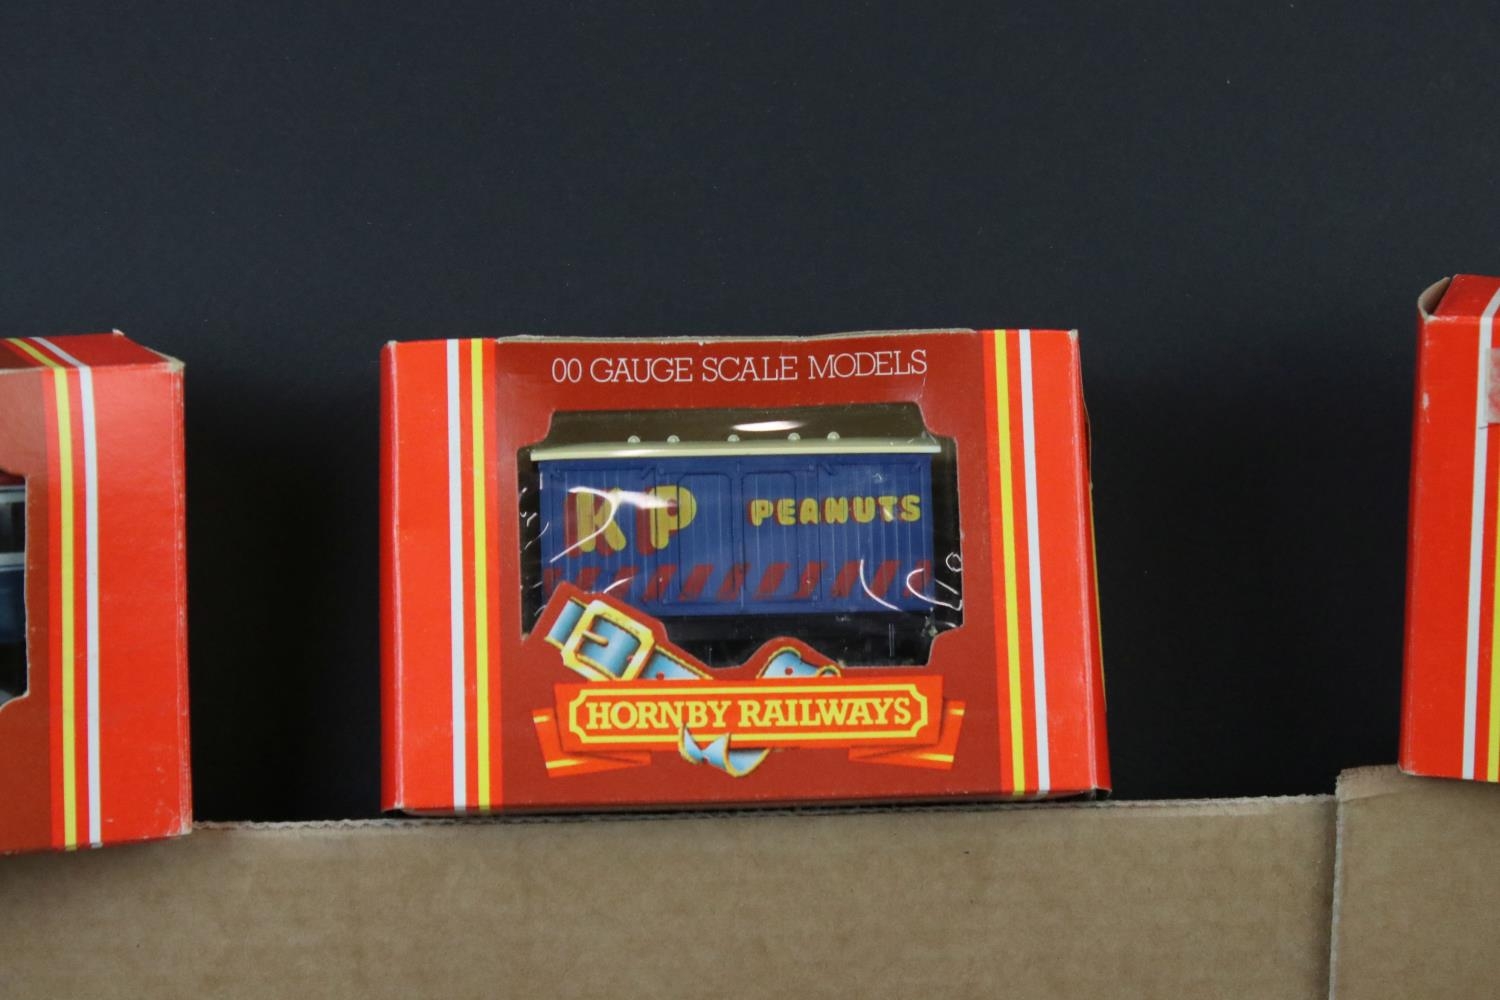 00 GAUGE SCALE MODELS
KP PEANUTS
HORNBY RAILWAYS